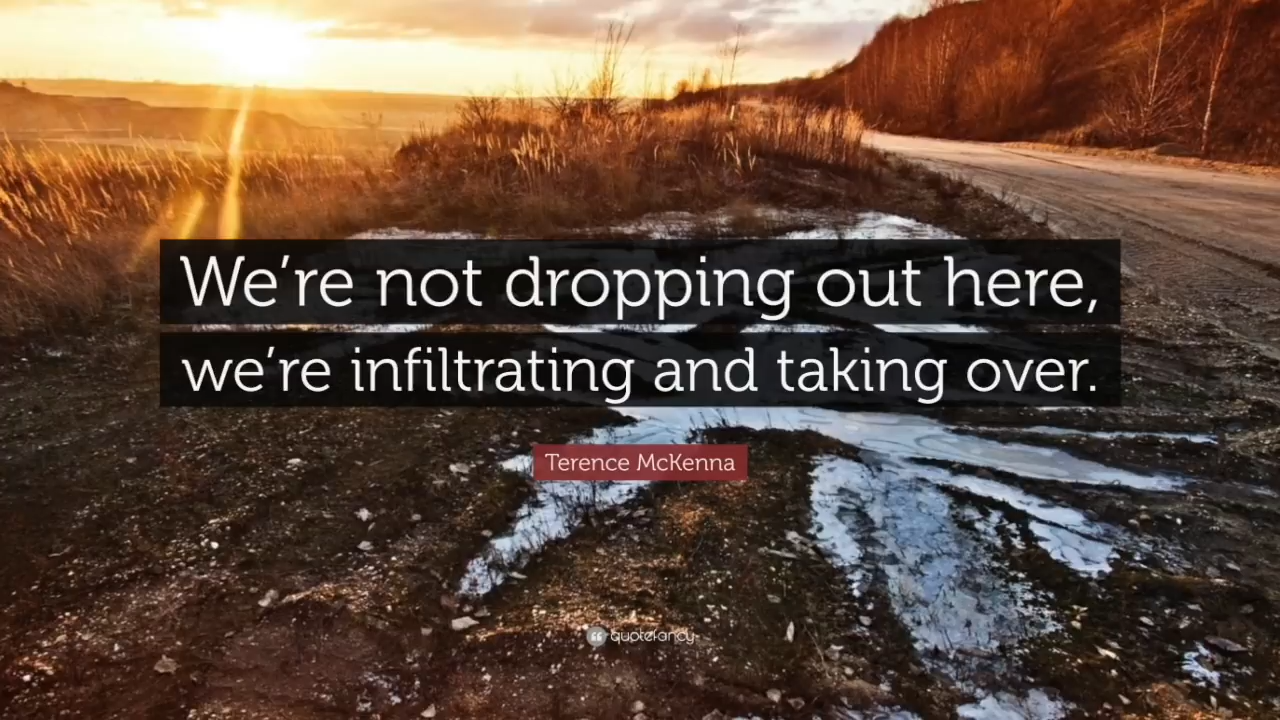 We’re not dropping out here,
we’re infiltrating and taking over.
Terence McKenna
quotefancy